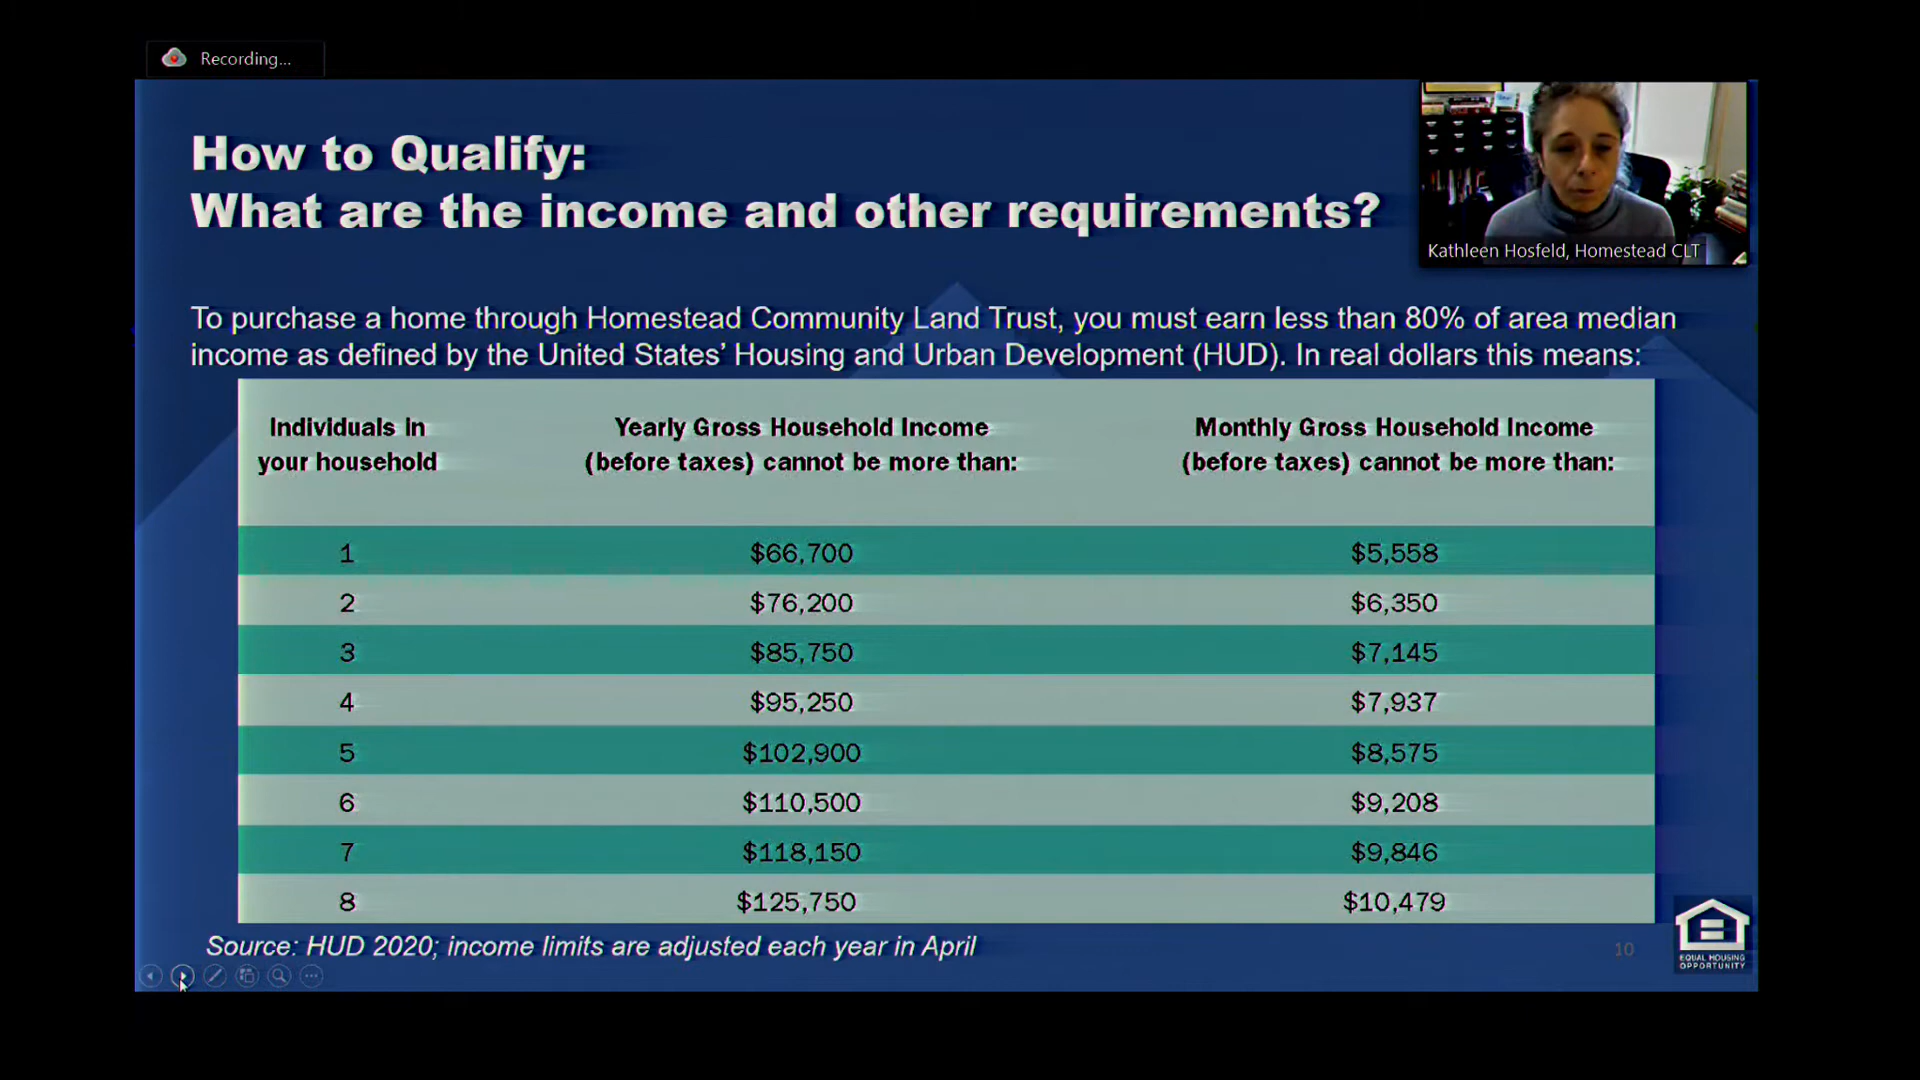 Recording...
How to Qualify:
What are the income and other requirements?
Kathleen Hosfeld, Homestead CLT
To purchase a home through Homestead Community Land Trust, you must earn less than 80% of area median
income as defined by the United States’ Housing and Urban Development (HUD). In real dollars this means:
Individuals in your household
Yearly Gross Household Income (before taxes) cannot be more than:
Monthly Gross Household Income (before taxes) cannot be more than:
1 $66,700 $5,558
2 $76,200 $6,350
3 $85,750 $7,145
4 $95,250 $7,937
5 $102,900 $8,575
6 $110,500 $9,208
7 $118,150 $9,846
8 $125,750 $10,479
Source: HUD 2020; income limits are adjusted each year in April
10
EQUAL HOUSING
OPPORTUNITY